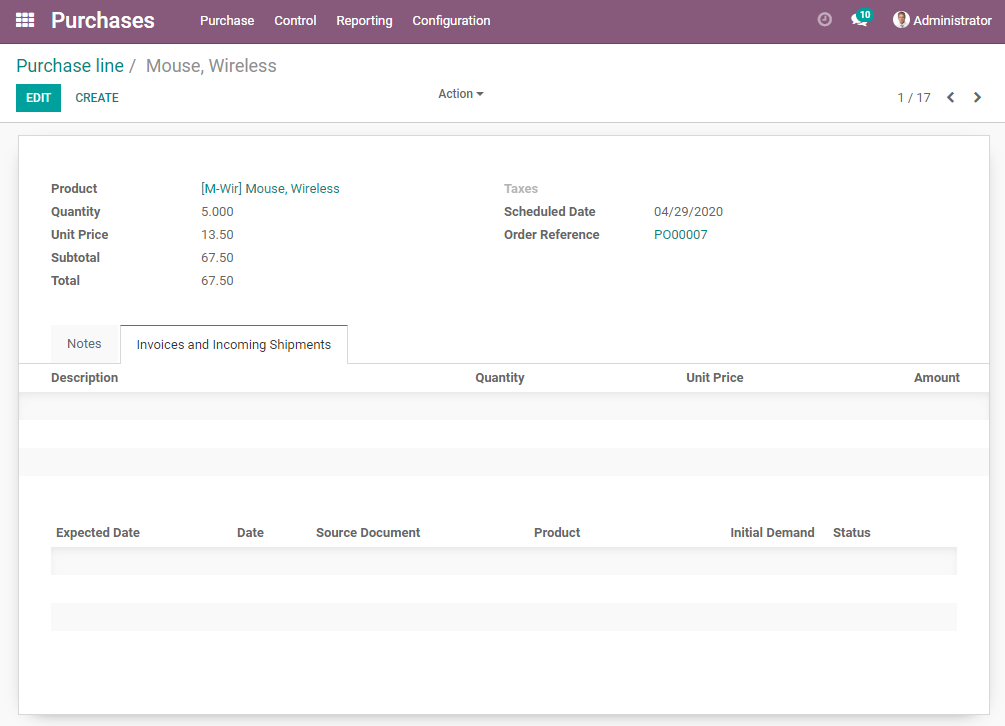 Purchases Purchase Control Reporting Configuration 10 Administrator
Purchase line / Mouse, Wireless
EDIT CREATE Action 1 / 17
Product [M-Wir] Mouse, Wireless Taxes
Quantity 5.000 Scheduled Date 04/29/2020
Unit Price 13.50 Order Reference PO00007
Subtotal 67.50
Total 67.50
Notes Invoices and Incoming Shipments
Description Quantity Unit Price Amount
Expected Date Date Source Document Product Initial Demand Status